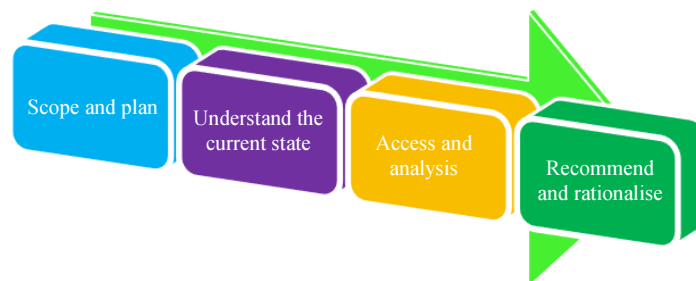 Scope and plan
Understand the
current state
Access and
analysis
Recommend
and rationalise